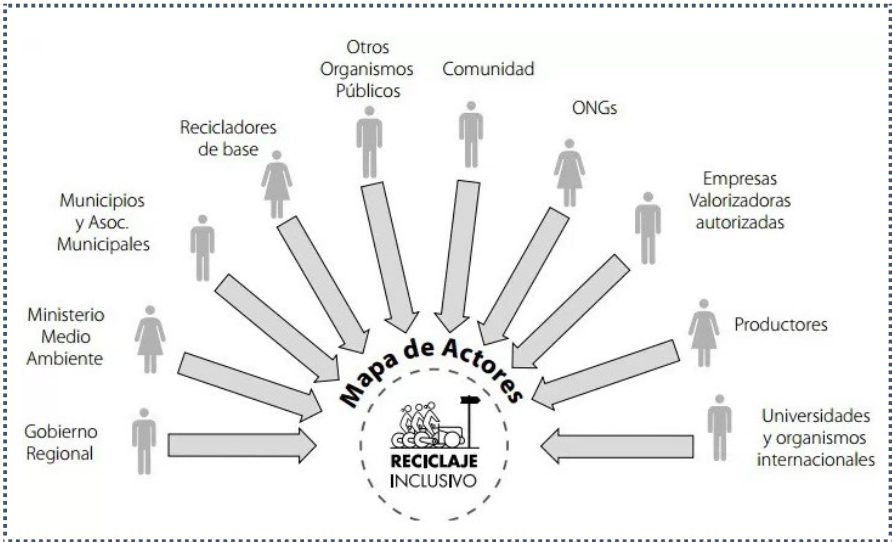 Otros
Organismos
Públicos
Comunidad
ONGs
Recicladores
de base
Empresas
Valorizadoras
autorizadas
Municipios
y Asoc.
Municipales
Ministerio
Medio
Ambiente
Productores
Gobierno
Regional
Universidades
y organismos
internacionales
Mapa de Actores
RECICLAJE
INCLUSIVO